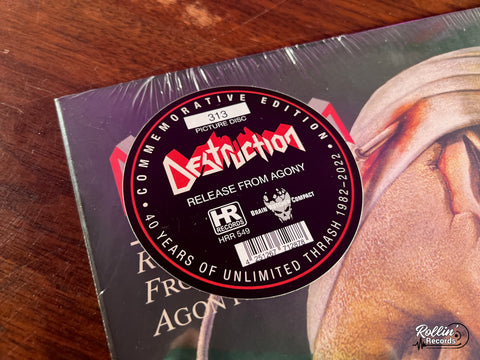 COMMEMORATIVE EDITION
313
PICTURE DISC
DESTRUCTION
RELEASE FROM AGONY
HR
RECORDS
BRAIN COMPACT
HRR 549
40 YEARS OF UNLIMITED THRASH 1982-2022
R
FRO
AGON
Rollin'
Records